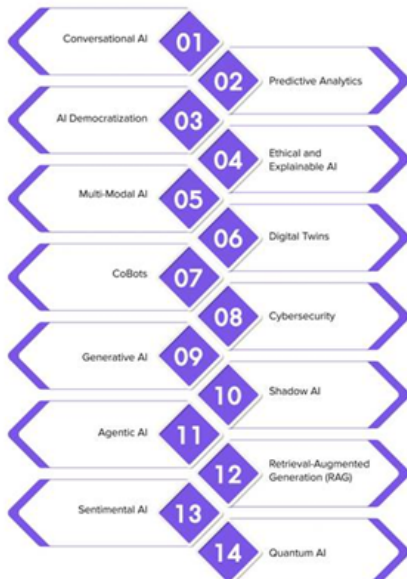 Conversational AI
01
02
Predictive Analytics
AI Democratization
03
04
Ethical and
Explainable AI
Multi-Modal AI
05
06
Digital Twins
CoBots
07
08
Cybersecurity
Generative AI
09
10
Shadow AI
Agentic AI
11
12
Retrieval-Augmented
Generation (RAG)
Sentimental AI
13
14
Quantum AI